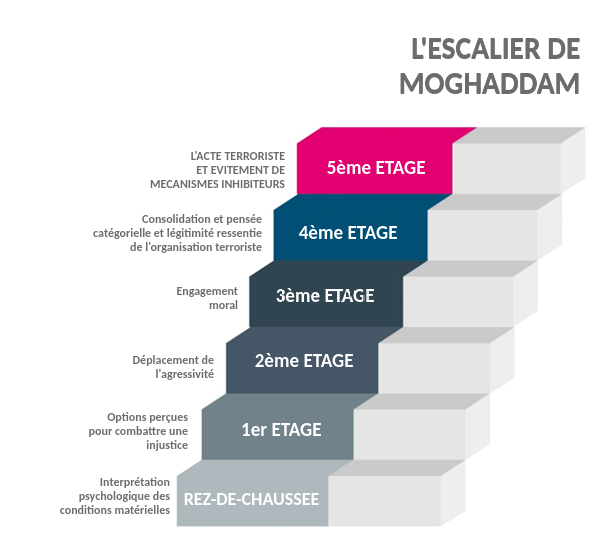 L'ESCALIER DE
MOGHADDAM
L'ACTE TERRORISTE
ET EVITEMENT DE
MECANISMES INHIBITEURS
5ème ETAGE
Consolidation et pensée
catégorielle et légitimité ressentie
de l'organisation terroriste
4ème ETAGE
Engagement
moral
3ème ETAGE
Déplacement de
l'agressivité
2ème ETAGE
Options perçues
pour combattre une
injustice
1er ETAGE
Interprétation
psychologique des
conditions matérielles
REZ-DE-CHAUSSEE